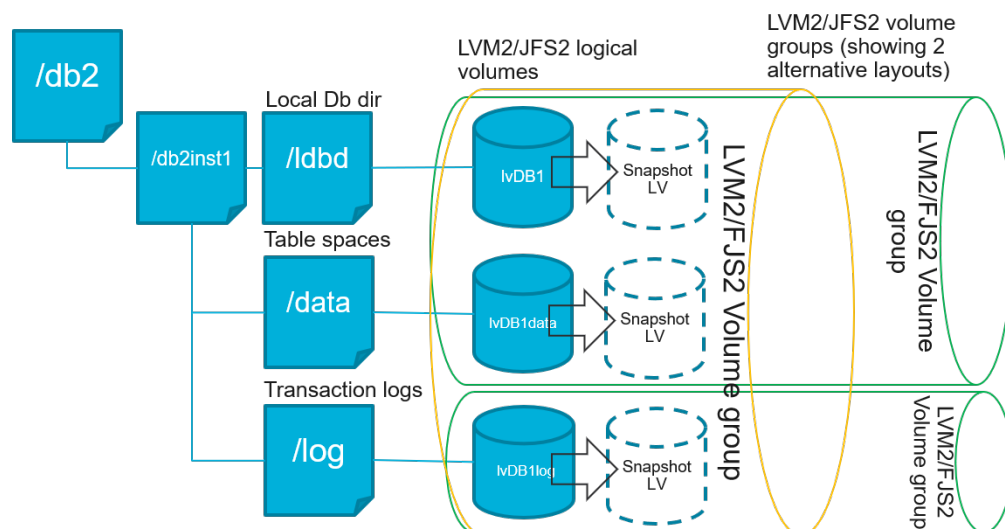 LVM2/JFS2 logical
volumes
LVM2/JFS2 volume
groups (showing 2
alternative layouts)
/db2
Local Db dir
/db2inst1
/ldbd
lvDB1
Snapshot
LV
Table spaces
/data
lvDB1data
Snapshot
LV
Transaction logs
/log
lvDB1log
Snapshot
LV
LVM2/FJS2 Volume group
LVM2/FJS2 Volume
group
LVM2/FJS2
Volume group